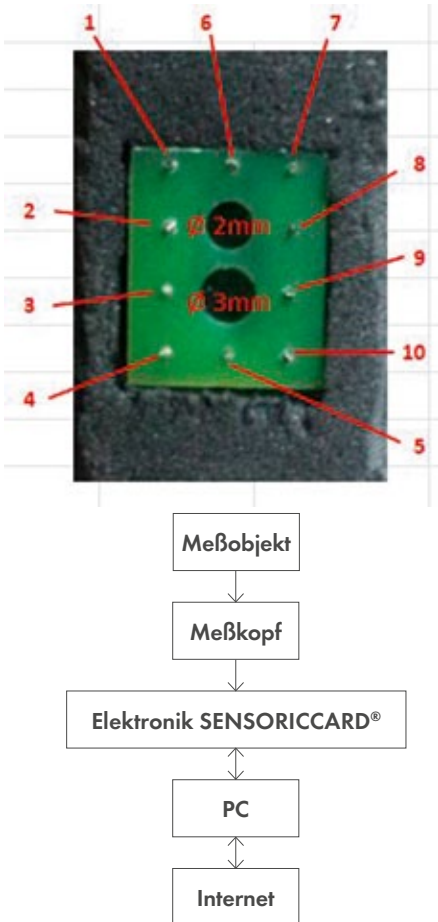 1 6 7
8
2 Ø 2mm
9
3 Ø 3mm
10
4
5
Meßobjekt
Meßkopf
Elektronik SENSORICCARD®
PC
Internet